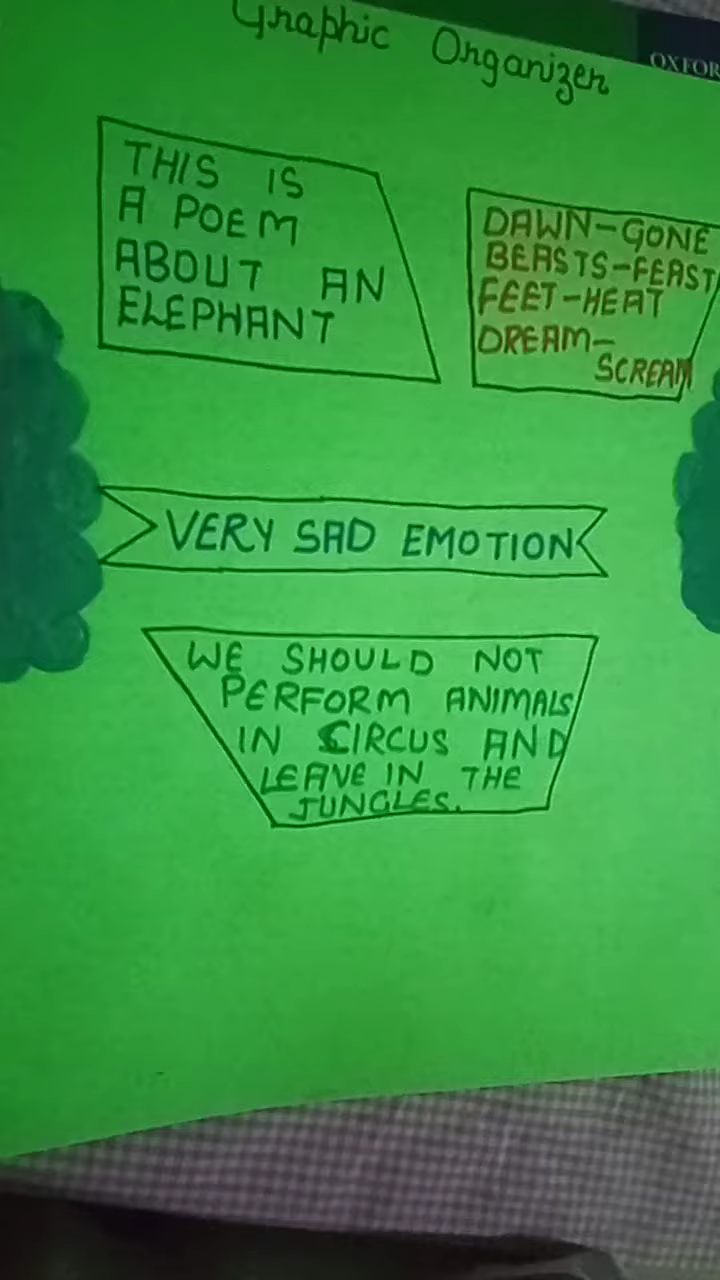 Graphic Organizer
OXFOR
THIS IS
A POEM
ABOUT AN
ELEPHANT
DAWN-GONE
BEASTS-FEAST
FEET-HEAT
DREAM-
SCREAM
VERY SAD EMOTION
WE SHOULD NOT
PERFORM ANIMALS
IN CIRCUS AND
LEAVE IN THE
JUNGLES.